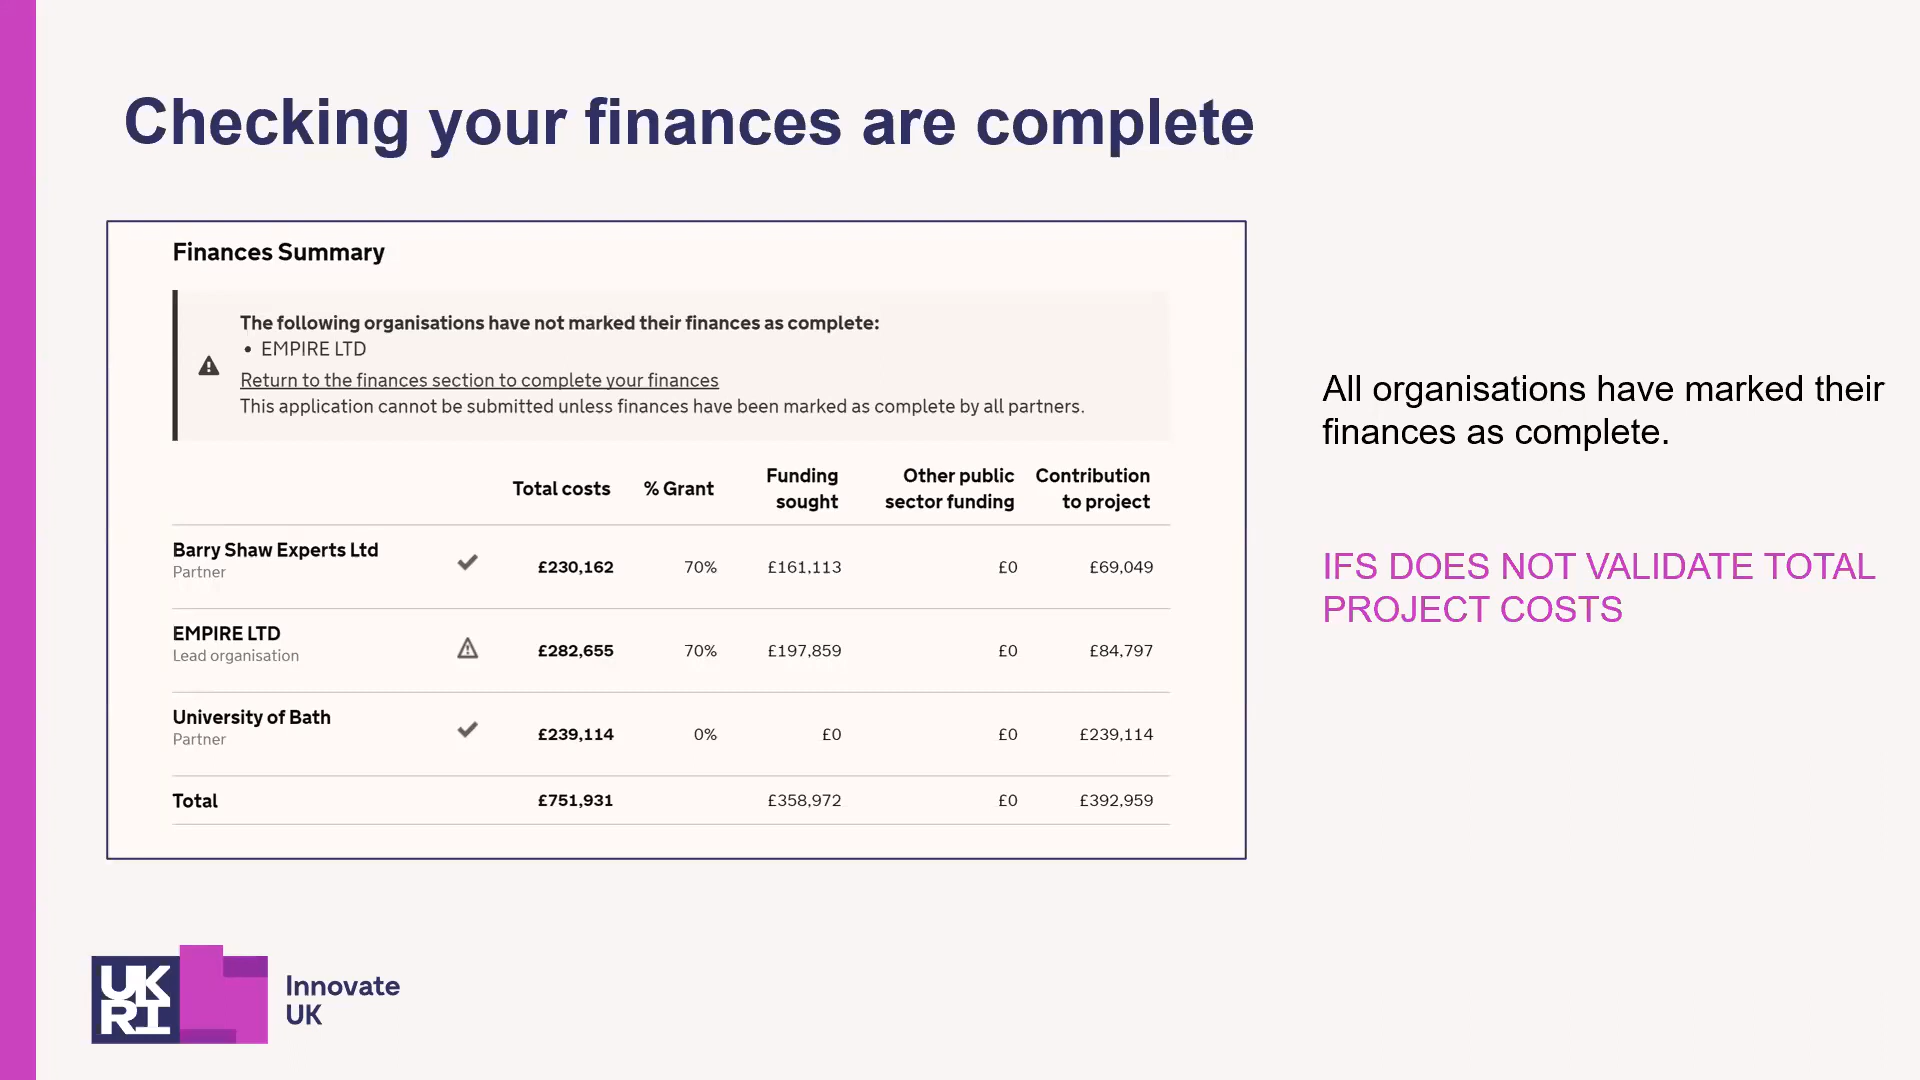 Checking your finances are complete
Finances Summary
The following organisations have not marked their finances as complete:
• EMPIRE LTD
Return to the finances section to complete your finances
This application cannot be submitted unless finances have been marked as complete by all partners.
Total costs % Grant Funding sought Other public sector funding Contribution to project
Barry Shaw Experts Ltd
Partner
£230,162 70% £161,113 £0 £69,049
EMPIRE LTD
Lead organisation
£282,655 70% £197,859 £0 £84,797
University of Bath
Partner
£239,114 0% £0 £0 £239,114
Total £751,931 £358,972 £0 £392,959
All organisations have marked their
finances as complete.
IFS DOES NOT VALIDATE TOTAL
PROJECT COSTS
UK
RI
Innovate
UK